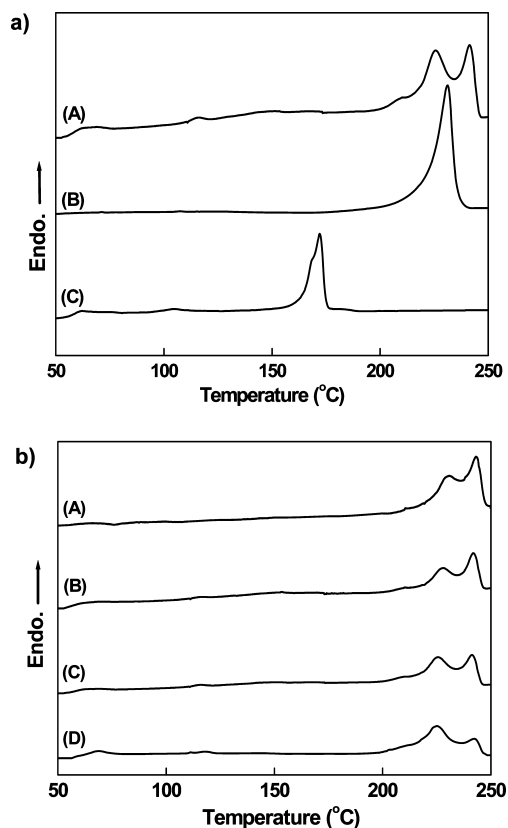 a)
(A)
(B)
(C)
Endo.
50 100 150 200 250
Temperature (°C)
b)
(A)
(B)
(C)
(D)
Endo.
50 100 150 200 250
Temperature (°C)